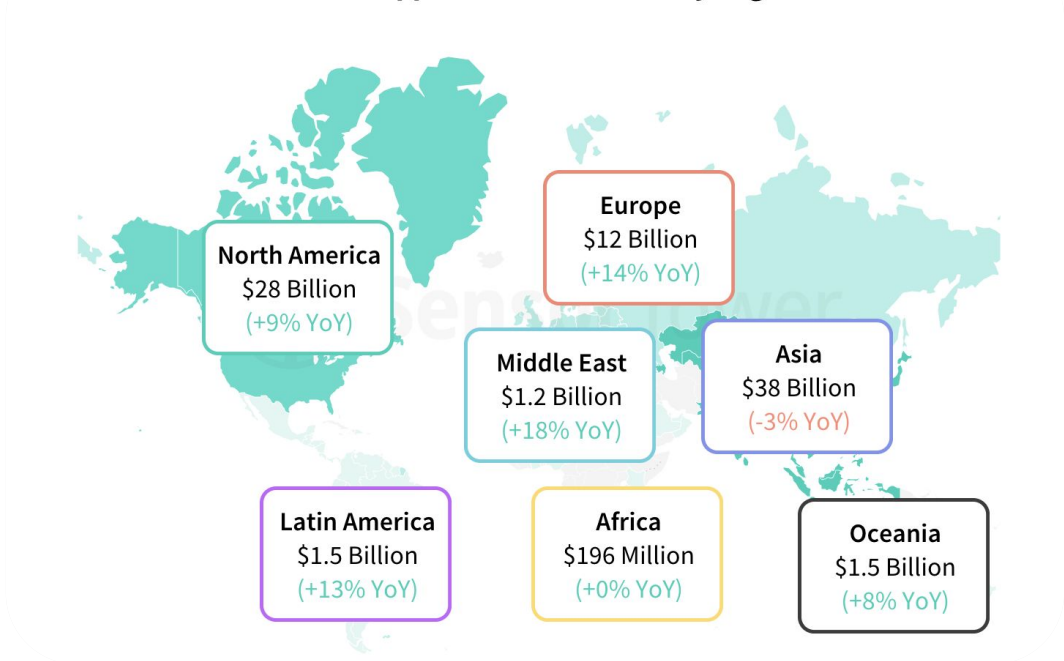 Europe
$12 Billion
(+14% YoY)
North America
$28 Billion
(+9% YoY)
Middle East
$1.2 Billion
(+18% YoY)
Asia
$38 Billion
(-3% YoY)
Latin America
$1.5 Billion
(+13% YoY)
Africa
$196 Million
(+0% YoY)
Oceania
$1.5 Billion
(+8% YoY)